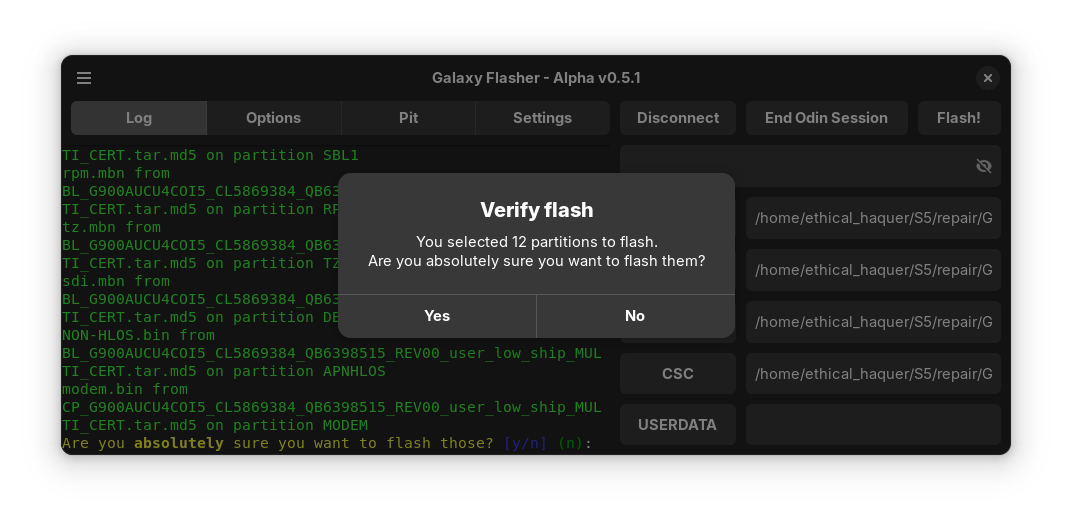 Galaxy Flasher - Alpha v0.5.1
Log Options Pit Settings Disconnect End Odin Session Flash!
TI_CERT.tar.md5 on partition SBL1
rpm.mbn from
BL_G900AUCU4COI5_CL5869384_QB63
TI_CERT.tar.md5 on partition RP
tz.mbn from
BL_G900AUCU4COI5_CL5869384_QB63
TI_CERT.tar.md5 on partition TZ
sdi.mbn from
BL_G900AUCU4COI5_CL5869384_QB63
TI_CERT.tar.md5 on partition DB
NON-HLOS.bin from
BL_G900AUCU4COI5_CL5869384_QB6398515_REV00_user_low_ship_MUL
TI_CERT.tar.md5 on partition APNHLOS
modem.bin from
CP_G900AUCU4COI5_CL5869384_QB6398515_REV00_user_low_ship_MUL
TI_CERT.tar.md5 on partition MODEM
Are you absolutely sure you want to flash those? [y/n] (n):
Verify flash
You selected 12 partitions to flash.
Are you absolutely sure you want to flash them?
Yes No
/home/ethical_haquer/S5/repair/G
/home/ethical_haquer/S5/repair/G
/home/ethical_haquer/S5/repair/G
CSC /home/ethical_haquer/S5/repair/G
USERDATA